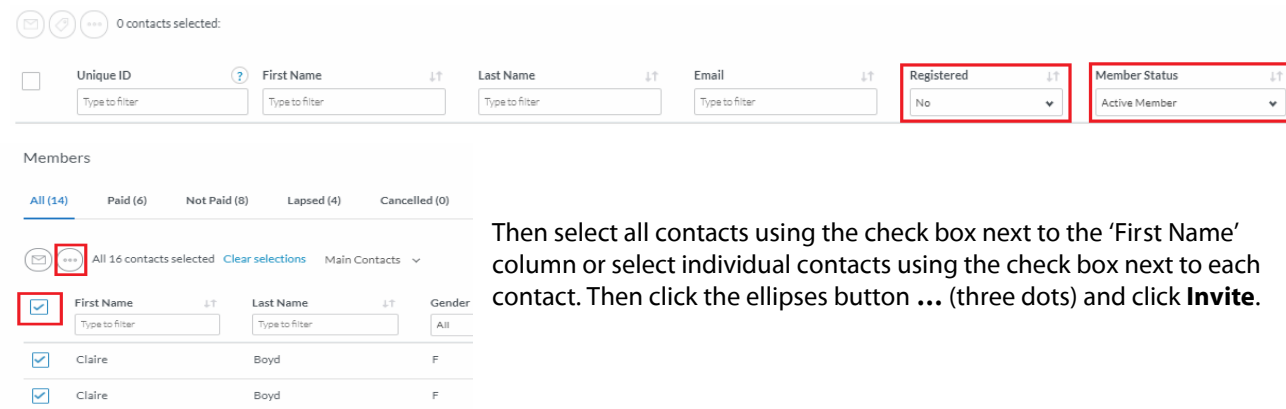 0 contacts selected:
Unique ID ? First Name Last Name Email Registered Member Status
Type to filter Type to filter Type to filter Type to filter No Active Member
Members
All (14) Paid (6) Not Paid (8) Lapsed (4) Cancelled (0)
All 16 contacts selected Clear selections Main Contacts
First Name Last Name Gender
Type to filter Type to filter All
Claire Boyd F
Claire Boyd F
Then select all contacts using the check box next to the ‘First Name’
column or select individual contacts using the check box next to each
contact. Then click the ellipses button … (three dots) and click Invite.